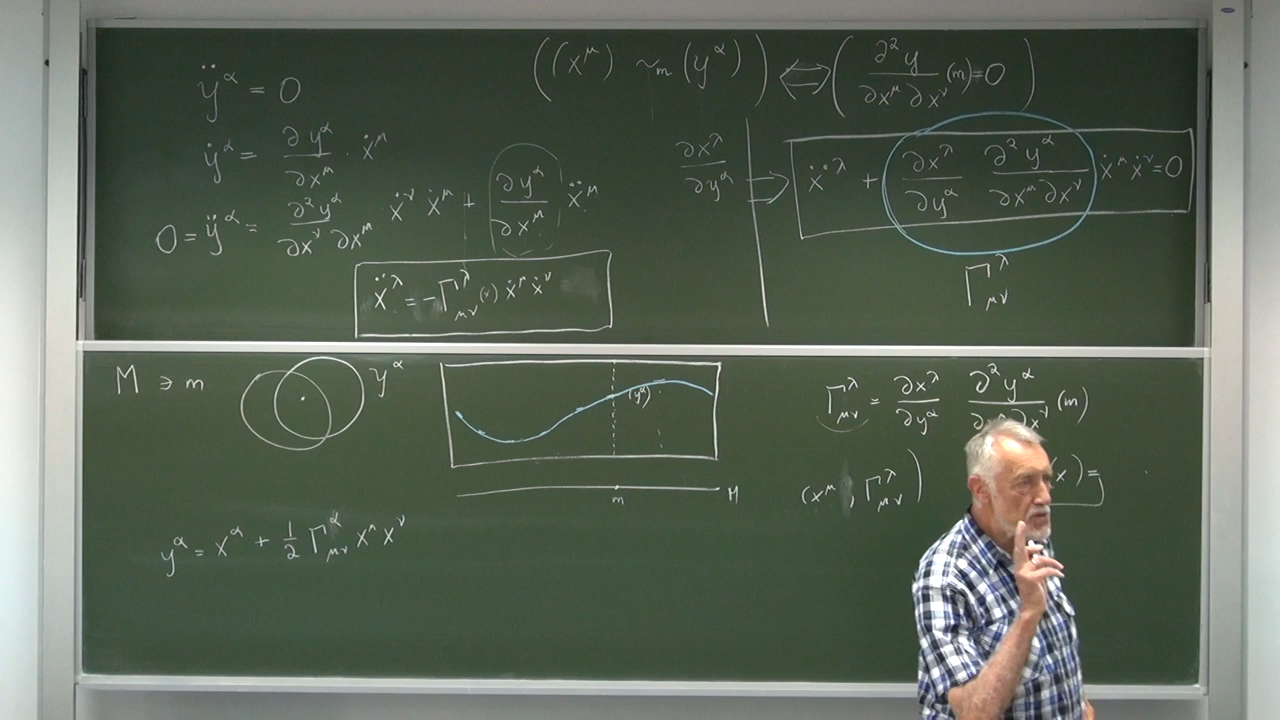 ÿ^α = 0
ẏ^α = ∂y^α/∂x^μ · ẋ^μ
0 = ÿ^α = ∂²y^α/∂x^ν∂x^μ · ẋ^ν ẋ^μ + ∂y^α/∂x^μ ẍ^μ
ẍ^λ = −Γ^λ_μν(x) ẋ^μ ẋ^ν
((x^μ) ~_m (y^α)) ⇔ (∂²y/∂x^μ∂x^ν (m) = 0)
∂x^λ/∂y^α
⇒ ẍ^λ + ∂x^λ/∂y^α ∂²y^α/∂x^μ∂x^ν ẋ^μ ẋ^ν = 0
Γ^λ_μν
M ∋ m
y^α
(y^α)
m
M
y^α = x^α + 1/2 Γ^α_μν x^μ x^ν
Γ^λ_μν = ∂x^λ/∂y^α ∂²y^α/∂x^μ∂x^ν (m)
(x^μ, Γ^λ_μν)
(x) =